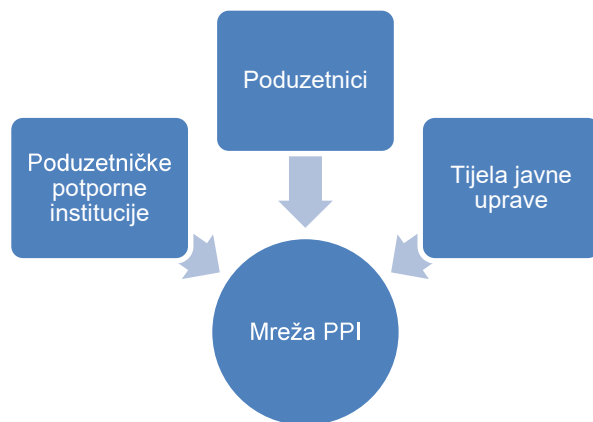 Poduzetnici
Poduzetničke
potporne
institucije
Tijela javne
uprave
Mreža PPI